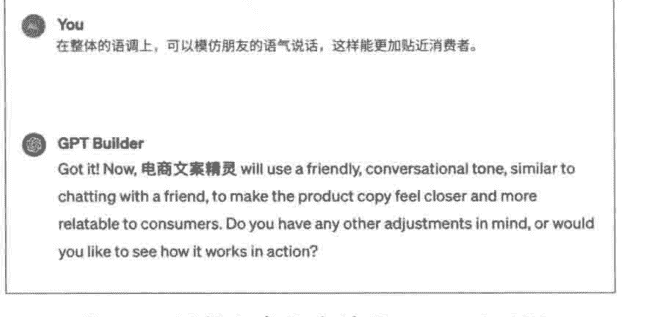 You
在整体的语调上，可以模仿朋友的语气说话，这样能更加贴近消费者。
GPT Builder
Got it! Now, 电商文案精灵 will use a friendly, conversational tone, similar to
chatting with a friend, to make the product copy feel closer and more
relatable to consumers. Do you have any other adjustments in mind, or would
you like to see how it works in action?